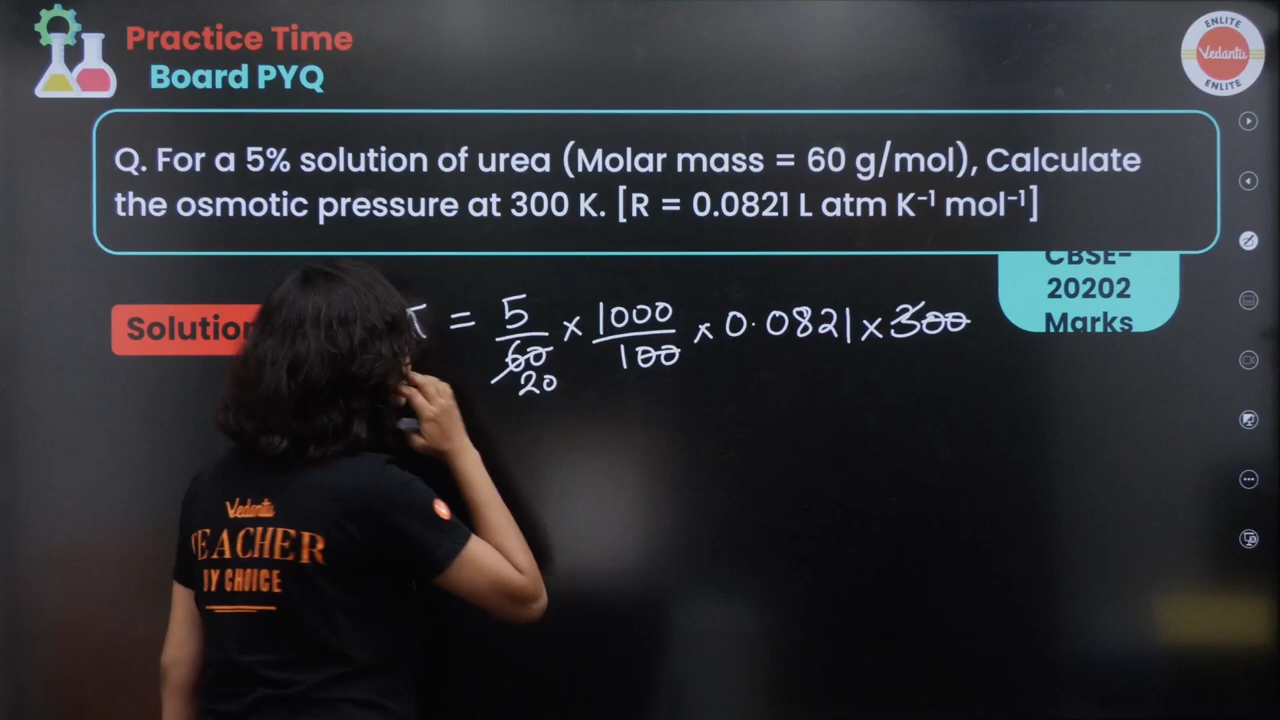 Practice Time
Board PYQ
ENLITE
Vedantu
ENLITE
Q. For a 5% solution of urea (Molar mass = 60 g/mol), Calculate
the osmotic pressure at 300 K. [R = 0.0821 L atm K⁻¹ mol⁻¹]
CBSE-
20202
Marks
Solution
π = 5/60 × 1000/100 × 0.0821 × 300
20
Vedantu
TEACHER
BY CHOICE